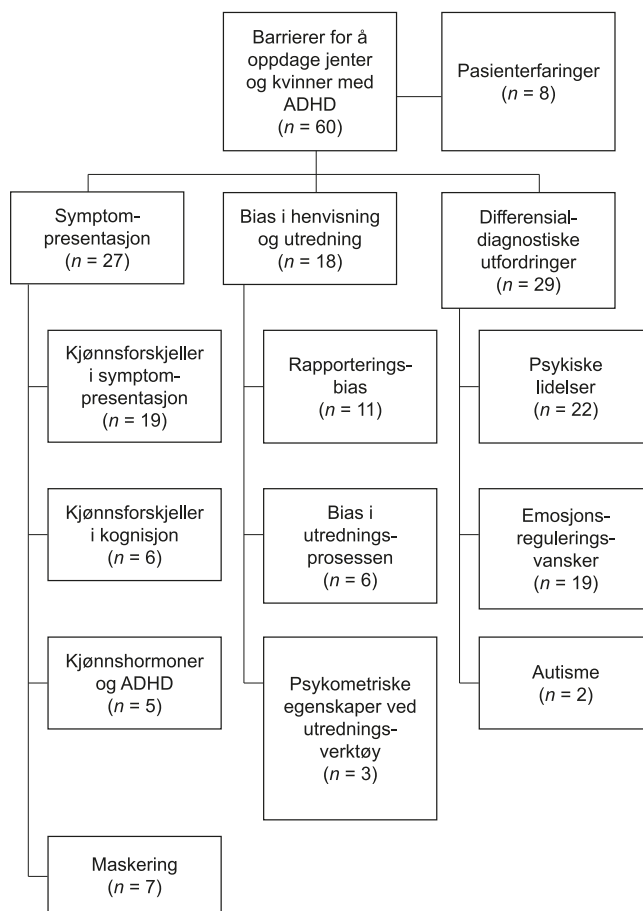 Barrierer for å
oppdage jenter
og kvinner med
ADHD
(n = 60)
Pasienterfaringer
(n = 8)
Symptom-
presentasjon
(n = 27)
Bias i henvisning
og utredning
(n = 18)
Differensial-
diagnostiske
utfordringer
(n = 29)
Kjønnsforskjeller
i symptom-
presentasjon
(n = 19)
Kjønnsforskjeller
i kognisjon
(n = 6)
Kjønnshormoner
og ADHD
(n = 5)
Maskering
(n = 7)
Rapporterings-
bias
(n = 11)
Bias i
utrednings-
prosessen
(n = 6)
Psykometriske
egenskaper ved
utrednings-
verktøy
(n = 3)
Psykiske
lidelser
(n = 22)
Emosjons-
regulerings-
vansker
(n = 19)
Autisme
(n = 2)